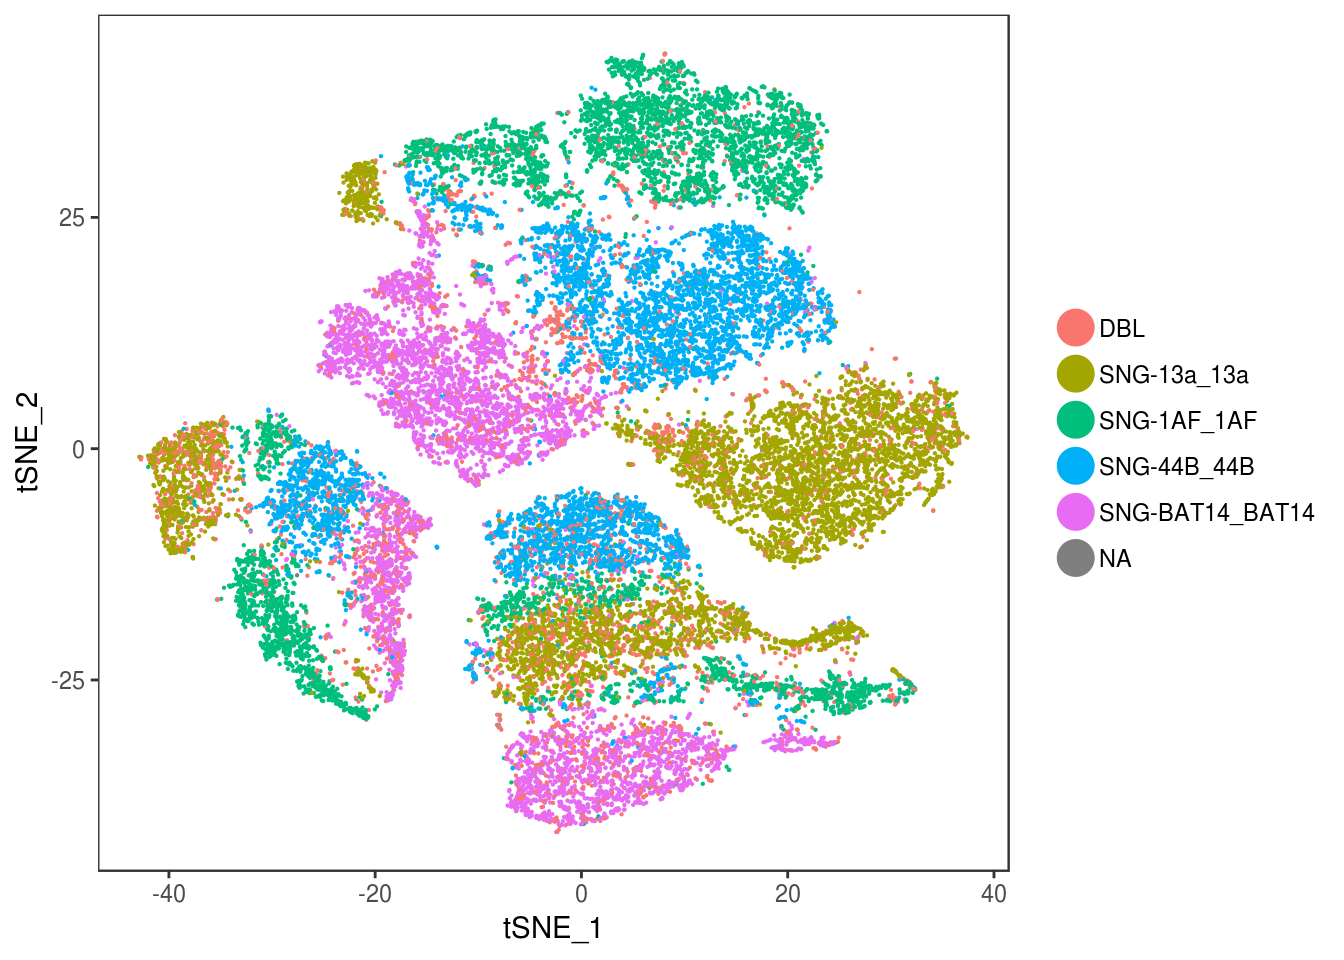 25
0
-25
tSNE_2
-40
-20
0
20
40
tSNE_1
DBL
SNG-13a_13a
SNG-1AF_1AF
SNG-44B_44B
SNG-BAT14_BAT14
NA